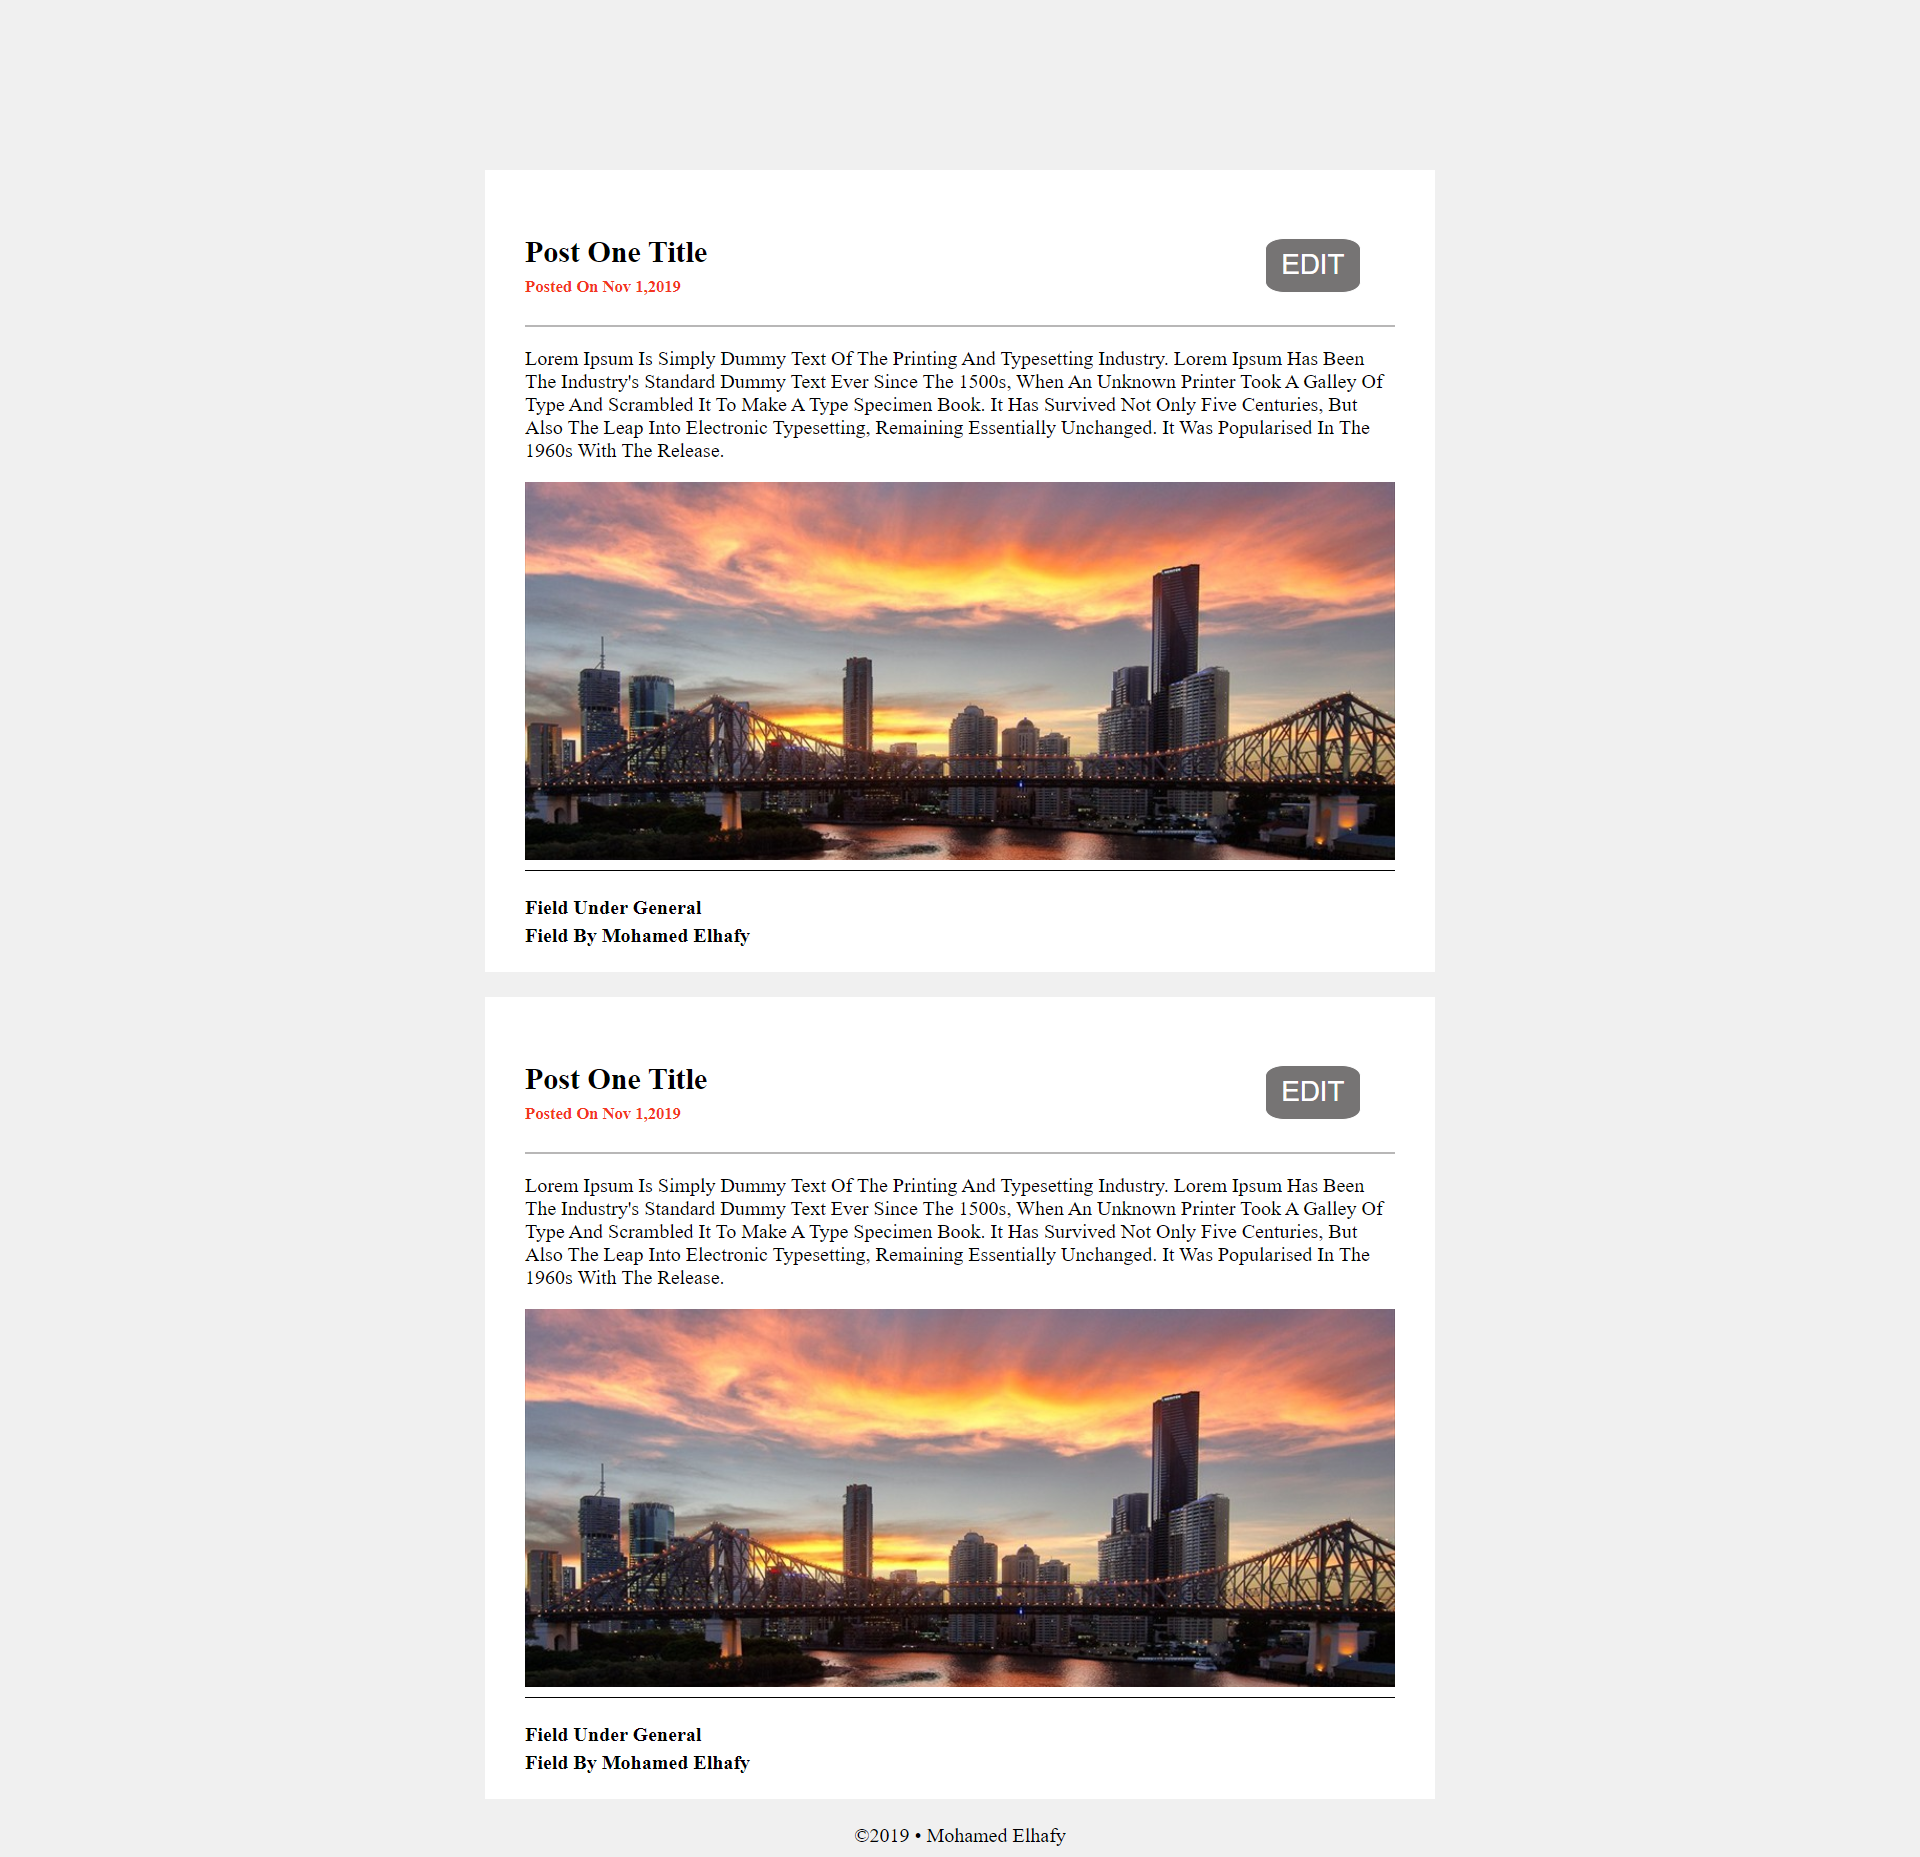 Post One Title
EDIT
Posted On Nov 1,2019
Lorem Ipsum Is Simply Dummy Text Of The Printing And Typesetting Industry. Lorem Ipsum Has Been
The Industry's Standard Dummy Text Ever Since The 1500s, When An Unknown Printer Took A Galley Of
Type And Scrambled It To Make A Type Specimen Book. It Has Survived Not Only Five Centuries, But
Also The Leap Into Electronic Typesetting, Remaining Essentially Unchanged. It Was Popularised In The
1960s With The Release.
Field Under General
Field By Mohamed Elhafy
Post One Title
EDIT
Posted On Nov 1,2019
Lorem Ipsum Is Simply Dummy Text Of The Printing And Typesetting Industry. Lorem Ipsum Has Been
The Industry's Standard Dummy Text Ever Since The 1500s, When An Unknown Printer Took A Galley Of
Type And Scrambled It To Make A Type Specimen Book. It Has Survived Not Only Five Centuries, But
Also The Leap Into Electronic Typesetting, Remaining Essentially Unchanged. It Was Popularised In The
1960s With The Release.
Field Under General
Field By Mohamed Elhafy
©2019 • Mohamed Elhafy